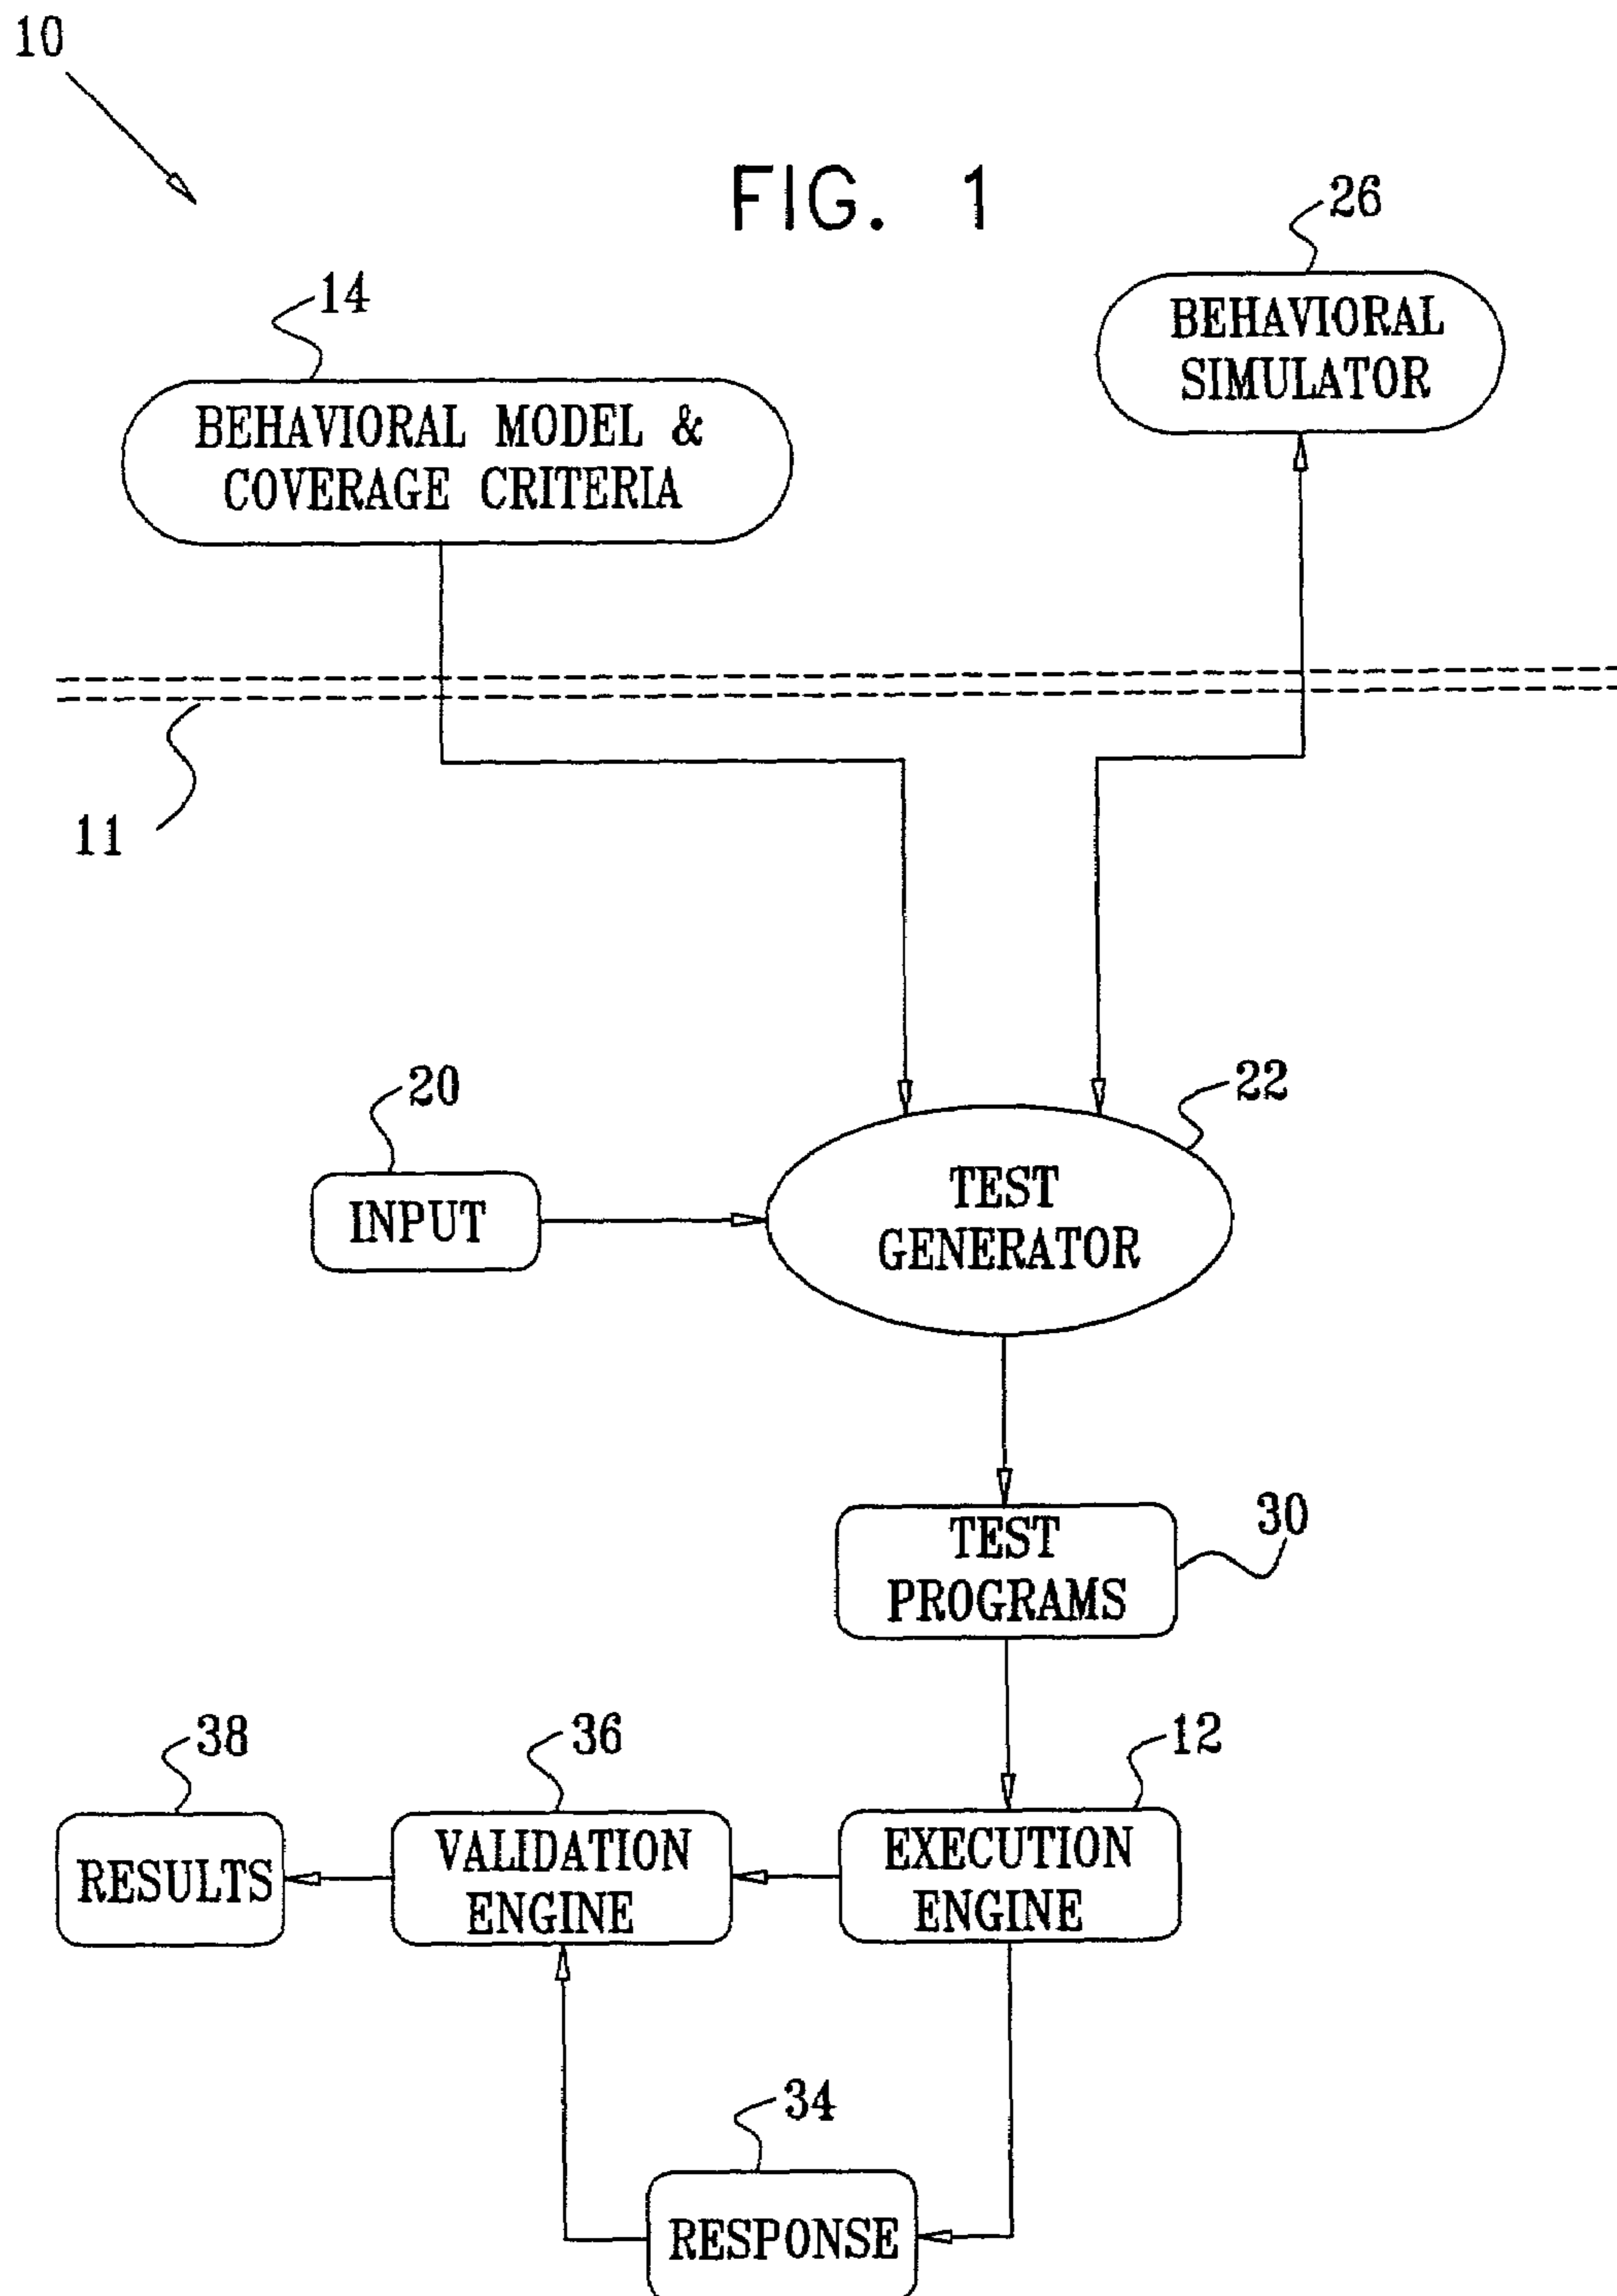 10
FIG. 1
26
BEHAVIORAL
SIMULATOR
14
BEHAVIORAL MODEL &
COVERAGE CRITERIA
11
20
INPUT
22
TEST
GENERATOR
30
TEST
PROGRAMS
38
RESULTS
36
VALIDATION
ENGINE
12
EXECUTION
ENGINE
34
RESPONSE